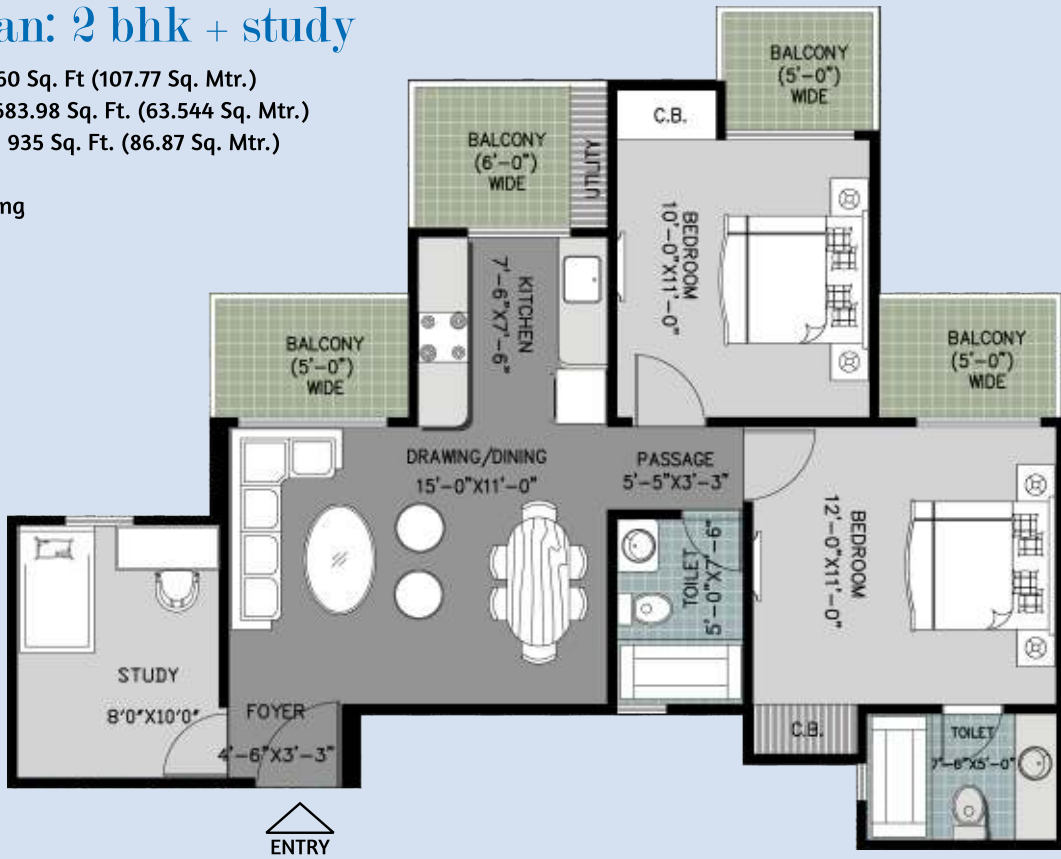 an: 2 bhk + study
60 Sq. Ft (107.77 Sq. Mtr.)
683.98 Sq. Ft. (63.544 Sq. Mtr.)
935 Sq. Ft. (86.87 Sq. Mtr.)
ng
BALCONY
(5'-0")
WIDE
C.B.
BALCONY
(6'-0")
WIDE
UTILITY
BEDROOM
10'-0"X11'-0"
KITCHEN
7'-6"X7'-6"
BALCONY
(5'-0")
WIDE
BALCONY
(5'-0")
WIDE
DRAWING/DINING
15'-0"X11'-0"
PASSAGE
5'-5"X3'-3"
BEDROOM
12'-0"X11'-0"
TOILET
5'-0"X7'-6"
STUDY
8'0"X10'0"
FOYER
4'-6"X3'-3"
C.B.
TOILET
7'-6"X5'-0"
ENTRY